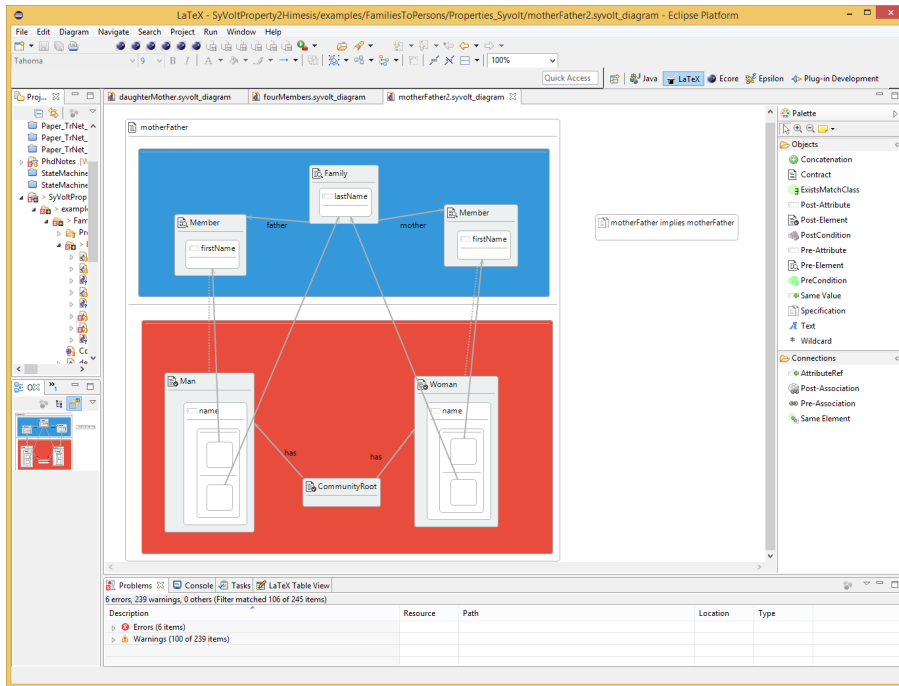 LaTeX - SyVoltProperty2Himesis/examples/FamiliesToPersons/Properties_Syvolt/motherFather2.syvolt_diagram - Eclipse Platform
File Edit Diagram Navigate Search Project Run Window Help
Tahoma 9 B I A 100%
Quick Access Java LaTeX Ecore Epsilon Plug-in Development
Proj...
Paper_TrNet_
Paper_TrNet_
Paper_TrNet_
PhdNotes [W
StateMachine
StateMachine
> SyVoltProp
> example
> Fam
Pro
Cc
de
daughterMother.syvolt_diagram fourMembers.syvolt_diagram motherFather2.syvolt_diagram
motherFather
Family
lastName
Member
firstName
father
mother
Member
firstName
motherFather implies motherFather
Man
name
Woman
name
has
has
CommunityRoot
Palette
Objects
Concatenation
Contract
ExistsMatchClass
Post-Attribute
Post-Element
PostCondition
Pre-Attribute
Pre-Element
PreCondition
Same Value
Specification
Text
* Wildcard
Connections
AttributeRef
Post-Association
Pre-Association
Same Element
Problems Console Tasks LaTeX Table View
6 errors, 239 warnings, 0 others (Filter matched 106 of 245 items)
Description Resource Path Location Type
Errors (6 items)
Warnings (100 of 239 items)